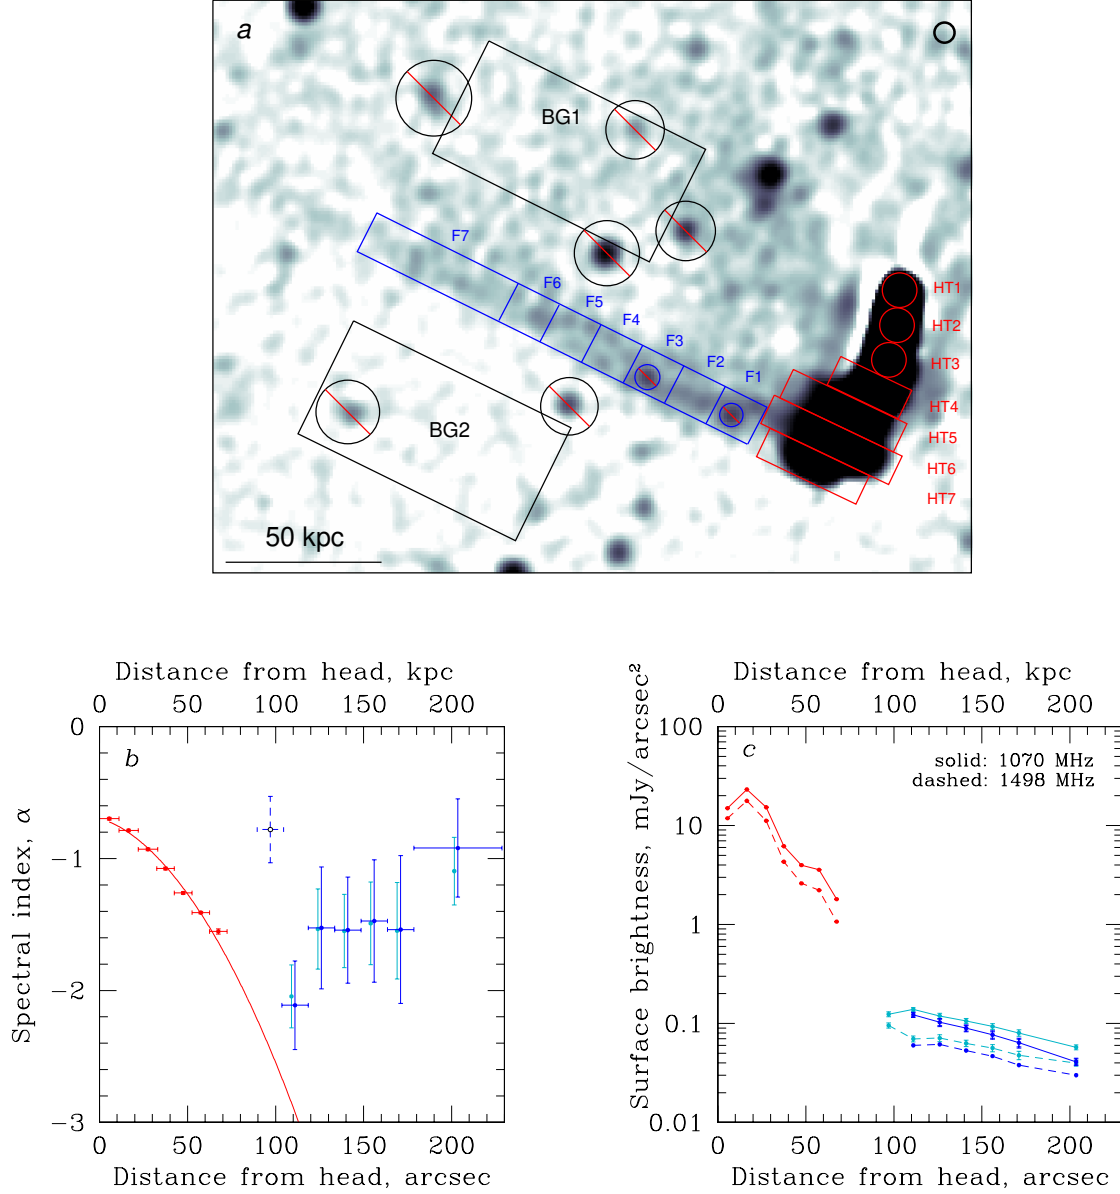 a
BG1
F7
F6
F5
F4
F3
F2
F1
HT1
HT2
HT3
HT4
HT5
HT6
HT7
BG2
50 kpc
Distance from head, kpc
0 50 100 150 200
0
-1
-2
-3
Spectral index, α
b
0 50 100 150 200
Distance from head, arcsec
Distance from head, kpc
0 50 100 150 200
100
10
1
0.1
0.01
Surface brightness, mJy/arcsec²
c
solid: 1070 MHz
dashed: 1498 MHz
0 50 100 150 200
Distance from head, arcsec